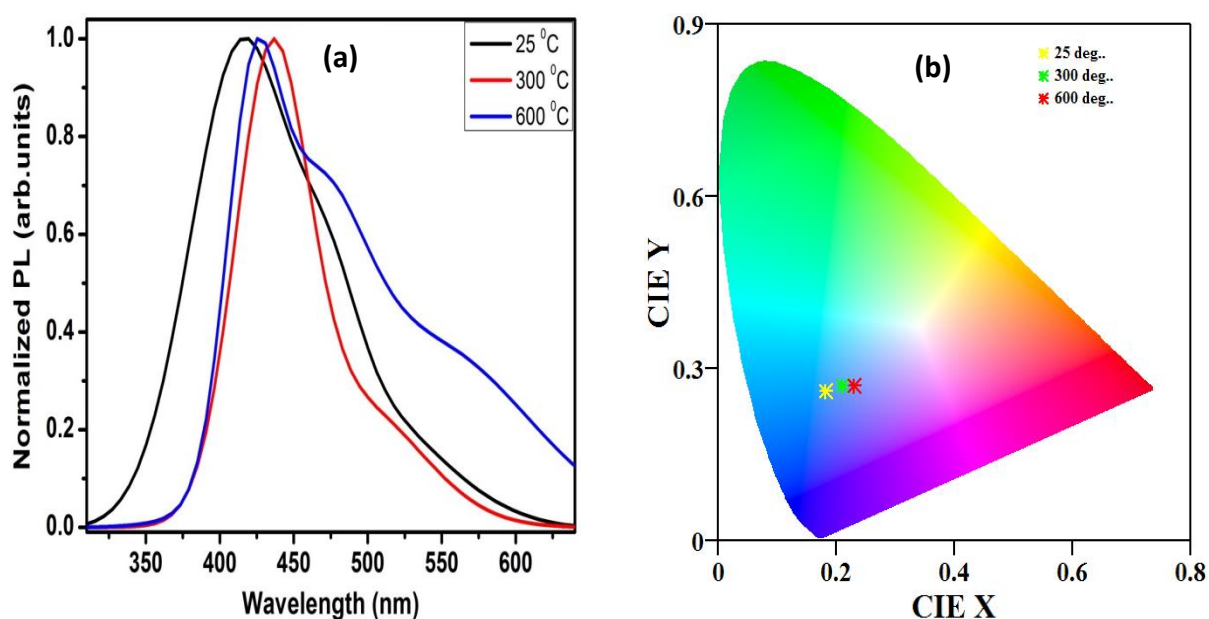 (a)
25 ⁰C
300 ⁰C
600 ⁰C
Normalized PL (arb.units)
1.0
0.8
0.6
0.4
0.2
0.0
350 400 450 500 550 600
Wavelength (nm)
(b)
25 deg..
300 deg..
600 deg..
CIE Y
0.9
0.6
0.3
0
0 0.2 0.4 0.6 0.8
CIE X